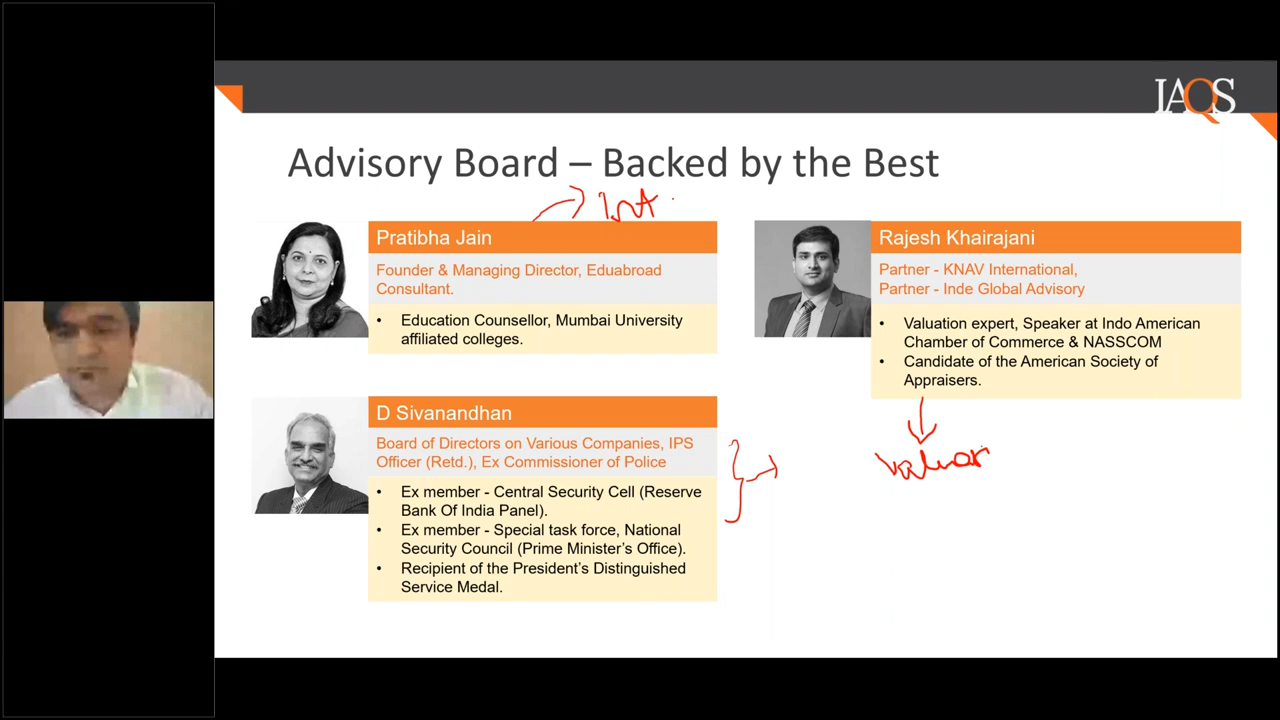 IAQS
Advisory Board – Backed by the Best
Int
Pratibha Jain
Founder & Managing Director, Eduabroad
Consultant.
• Education Counsellor, Mumbai University
affiliated colleges.
Rajesh Khairajani
Partner - KNAV International,
Partner - Inde Global Advisory
• Valuation expert, Speaker at Indo American
Chamber of Commerce & NASSCOM
• Candidate of the American Society of
Appraisers.
D Sivanandhan
Board of Directors on Various Companies, IPS
Officer (Retd.), Ex Commissioner of Police
• Ex member - Central Security Cell (Reserve
Bank Of India Panel).
• Ex member - Special task force, National
Security Council (Prime Minister’s Office).
• Recipient of the President’s Distinguished
Service Medal.